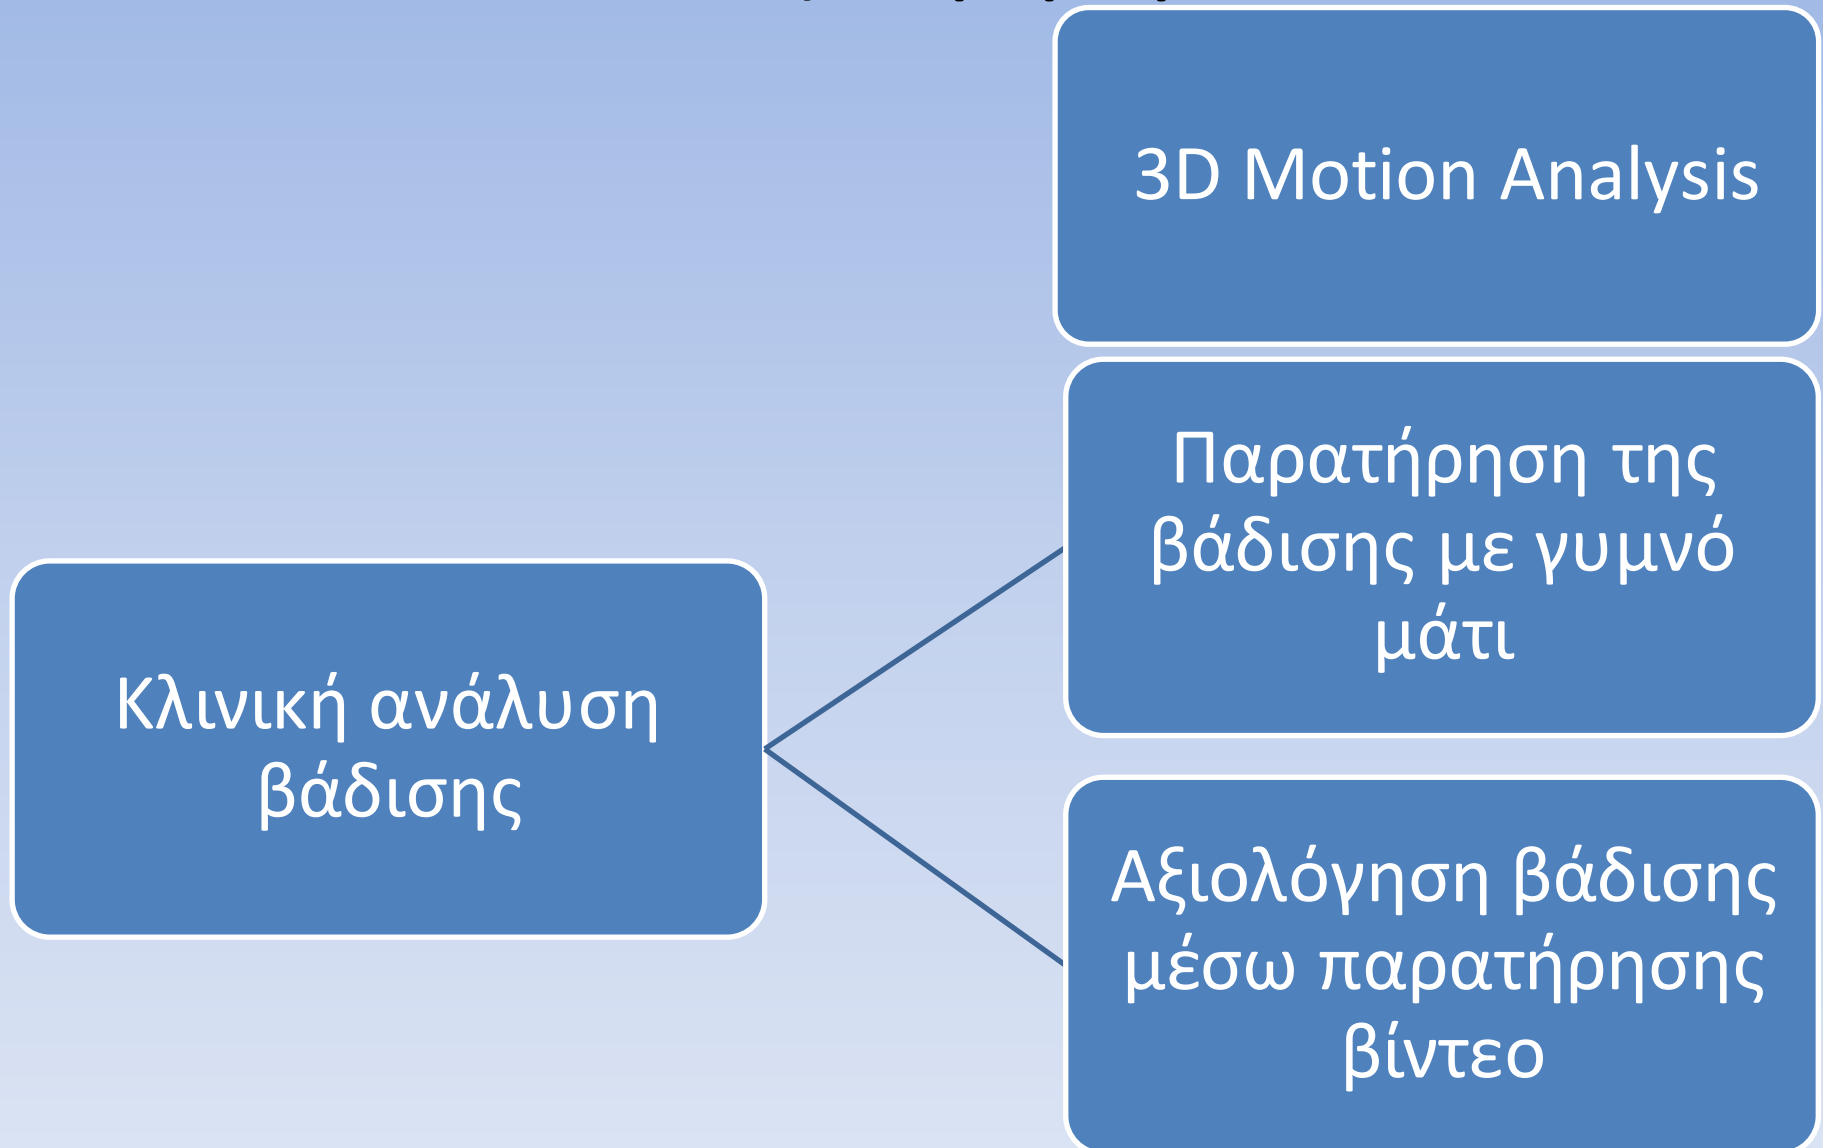 3D Motion Analysis
Παρατήρηση της
βάδισης με γυμνό
μάτι
Κλινική ανάλυση
βάδισης
Αξιολόγηση βάδισης
μέσω παρατήρησης
βίντεο